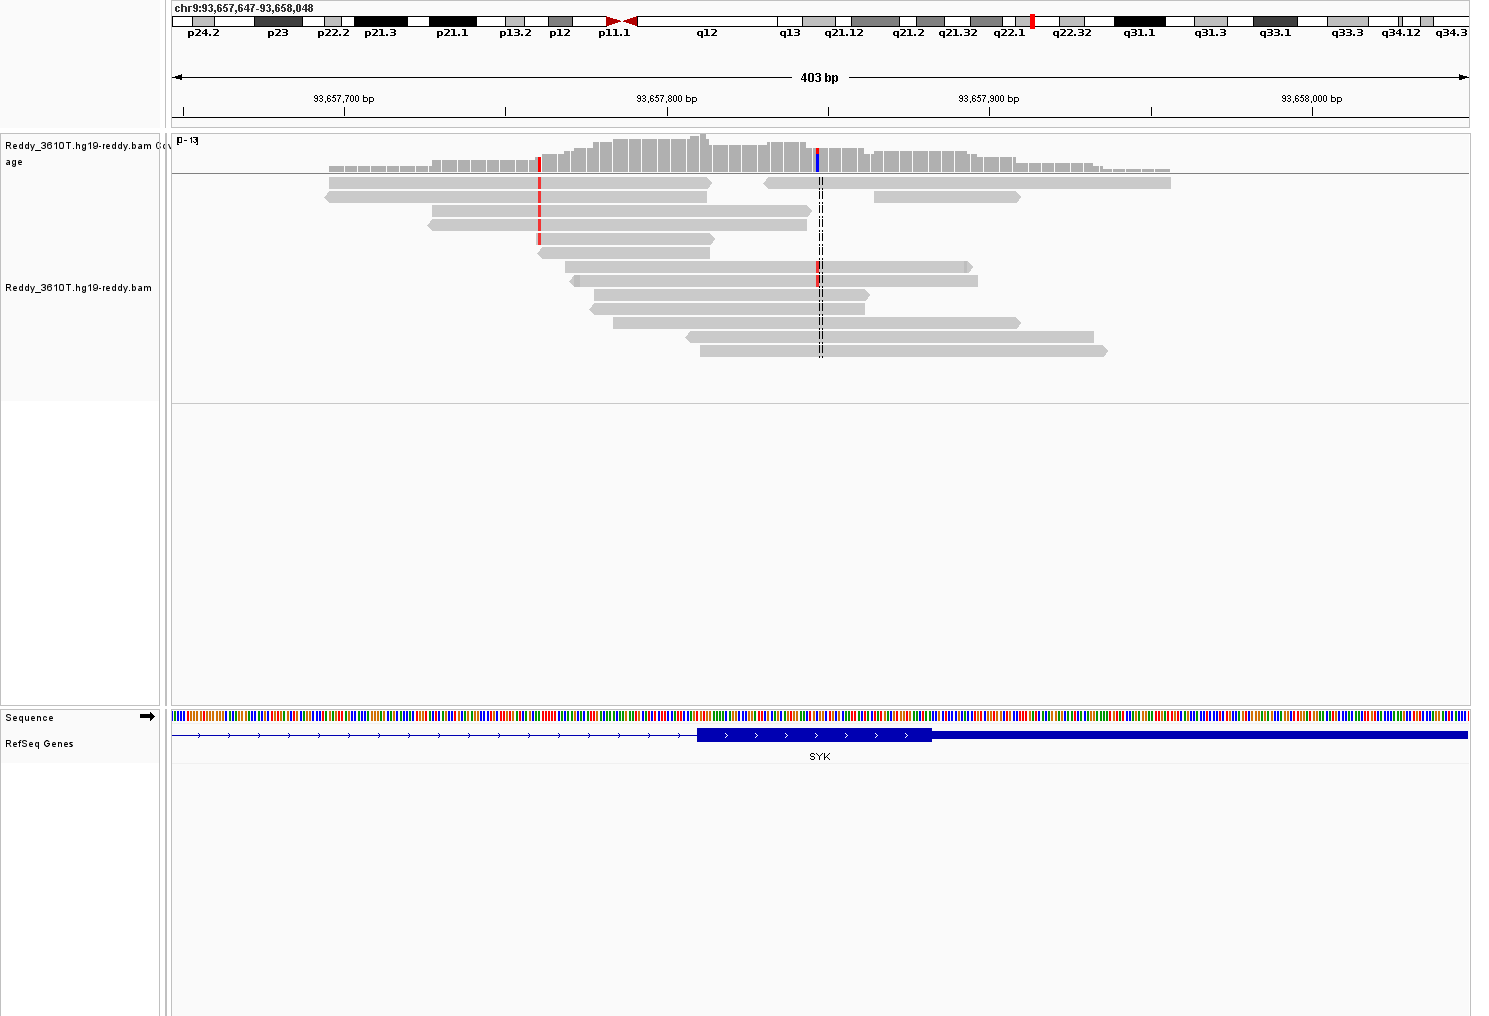 chr9:93,657,647-93,658,048
p24.2 p23 p22.2 p21.3 p21.1 p13.2 p12 p11.1 q12 q13 q21.12 q21.2 q21.32 q22.1 q22.32 q31.1 q31.3 q33.1 q33.3 q34.12 q34.3
403 bp
93,657,700 bp 93,657,800 bp 93,657,900 bp 93,658,000 bp
[0 - 13]
Reddy_3610T.hg19-reddy.bam Cov
age
Reddy_3610T.hg19-reddy.bam
Sequence
RefSeq Genes
SYK